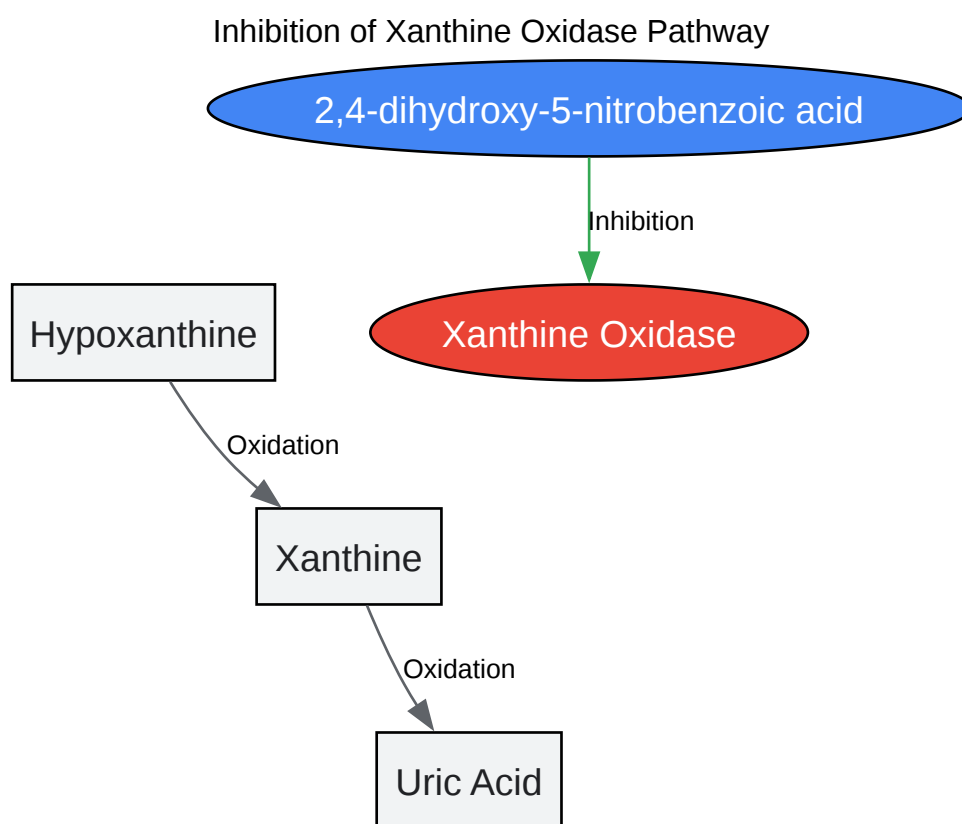 Inhibition of Xanthine Oxidase Pathway
2,4-dihydroxy-5-nitrobenzoic acid
Inhibition
Hypoxanthine
Xanthine Oxidase
Oxidation
Xanthine
Oxidation
Uric Acid